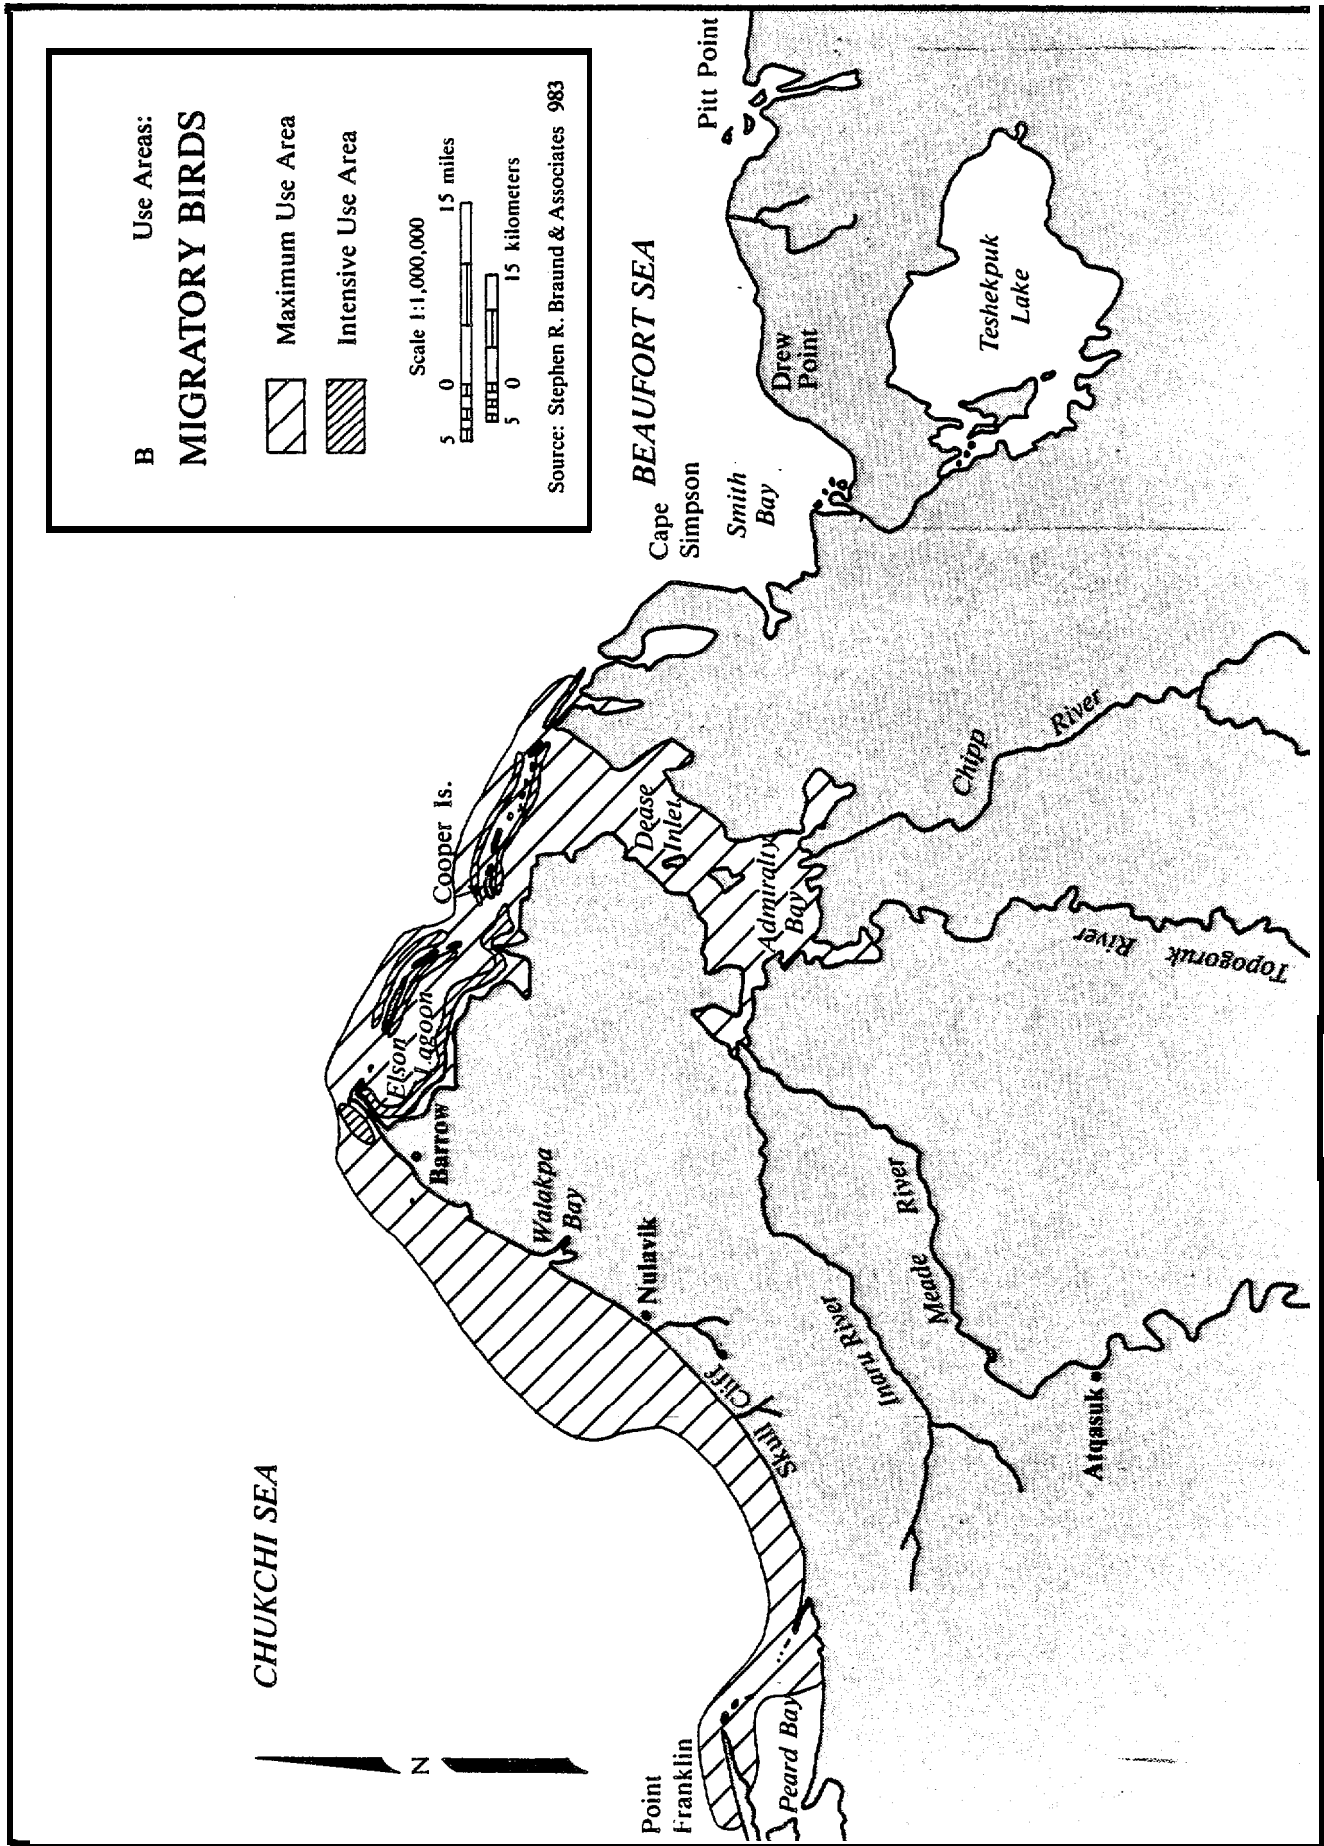 B Use Areas:
MIGRATORY BIRDS
Maximum Use Area
Intensive Use Area
Scale 1:1,000,000
5 0 15 miles
5 0 15 kilometers
Source: Stephen R. Braund & Associates 983
CHUKCHI SEA
BEAUFORT SEA
N
Point
Franklin
Peard Bay
Skull Cliff
Nulavik
Walakpa
Bay
Barrow
Elson
Lagoon
Cooper Is.
Dease
Inlet
Admiralty
Bay
Cape
Simpson
Smith
Bay
Drew
Point
Pitt Point
Teshekpuk
Lake
Chipp River
Topogoruk River
Meade River
Inaru River
Atqasuk